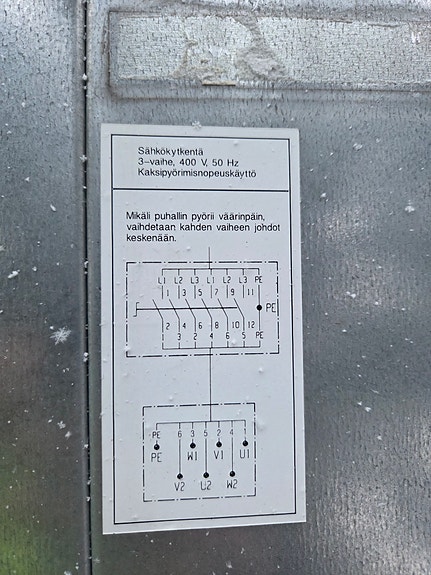 Sähkökytkentä
3-vaihe, 400 V, 50 Hz
Kaksipyörimisnopeuskäyttö
Mikäli puhallin pyörii väärinpäin,
vaihdetaan kahden vaiheen johdot
keskenään.
L1 L2 L3 L1 L2 L3 PE
1 3 5 7 9 11
PE
2 4 6 8 10 12
3 2 4 6 5 PE
PE 6 3 5 2 4 1
PE W1 V1 U1
V2 U2 W2